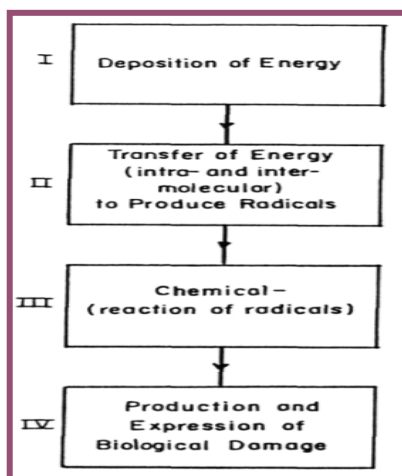 I
Deposition of Energy
II
Transfer of Energy
(intra- and inter-
molecular)
to Produce Radicals
III
Chemical-
(reaction of radicals)
IV
Production and
Expression of
Biological Damage